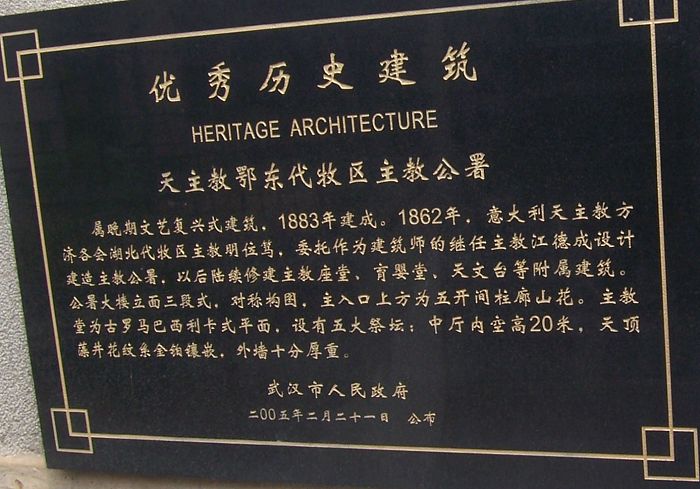 优秀历史建筑
HERITAGE ARCHITECTURE
天主教鄂东代牧区主教公署
属晚期文艺复兴式建筑，1883年建成。1862年，意大利天主教方
济各会湖北代牧区主教明位笃，委托作为建筑师的继任主教江德成设计
建造主教公署，以后陆续修建主教座堂、育婴堂、天文台等附属建筑。
公署大楼立面三段式，对称构图，主入口上方为五开间柱廊山花。主教
堂为古罗马巴西利卡式平面，设有五大祭坛；中厅内空高20米，天顶
藻井花纹系金铂镶嵌，外墙十分厚重。
武汉市人民政府
二00五年二月二十一日 公布